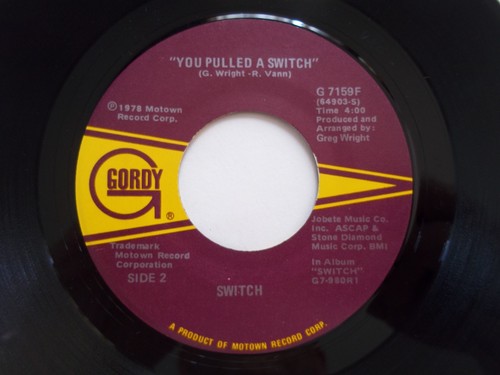 "YOU PULLED A SWITCH"
(G. Wright-R. Vann)
G 7159F
(64903-S)
Time 4:00
Produced and
Arranged by:
Greg Wright
℗1978 Motown
Record Corp.
GORDY
G
®
Jobete Music Co.
Inc. ASCAP &
Stone Diamond
Music Corp. BMI
Trademark
Motown Record
Corporation
SIDE 2
In Album
"SWITCH"
G7-980R1
SWITCH
A PRODUCT OF MOTOWN RECORD CORP.